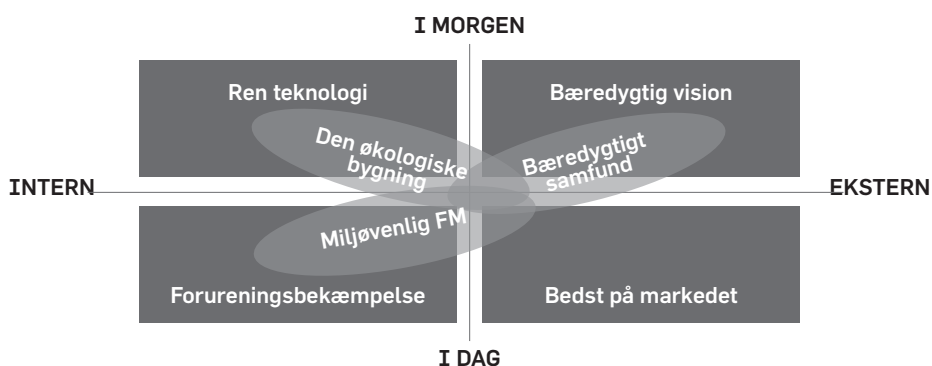 I MORGEN
Ren teknologi
Bæredygtig vision
Den økologiske
bygning
Bæredygtigt
samfund
INTERN
EKSTERN
Miljøvenlig FM
Forureningsbekæmpelse
Bedst på markedet
I DAG